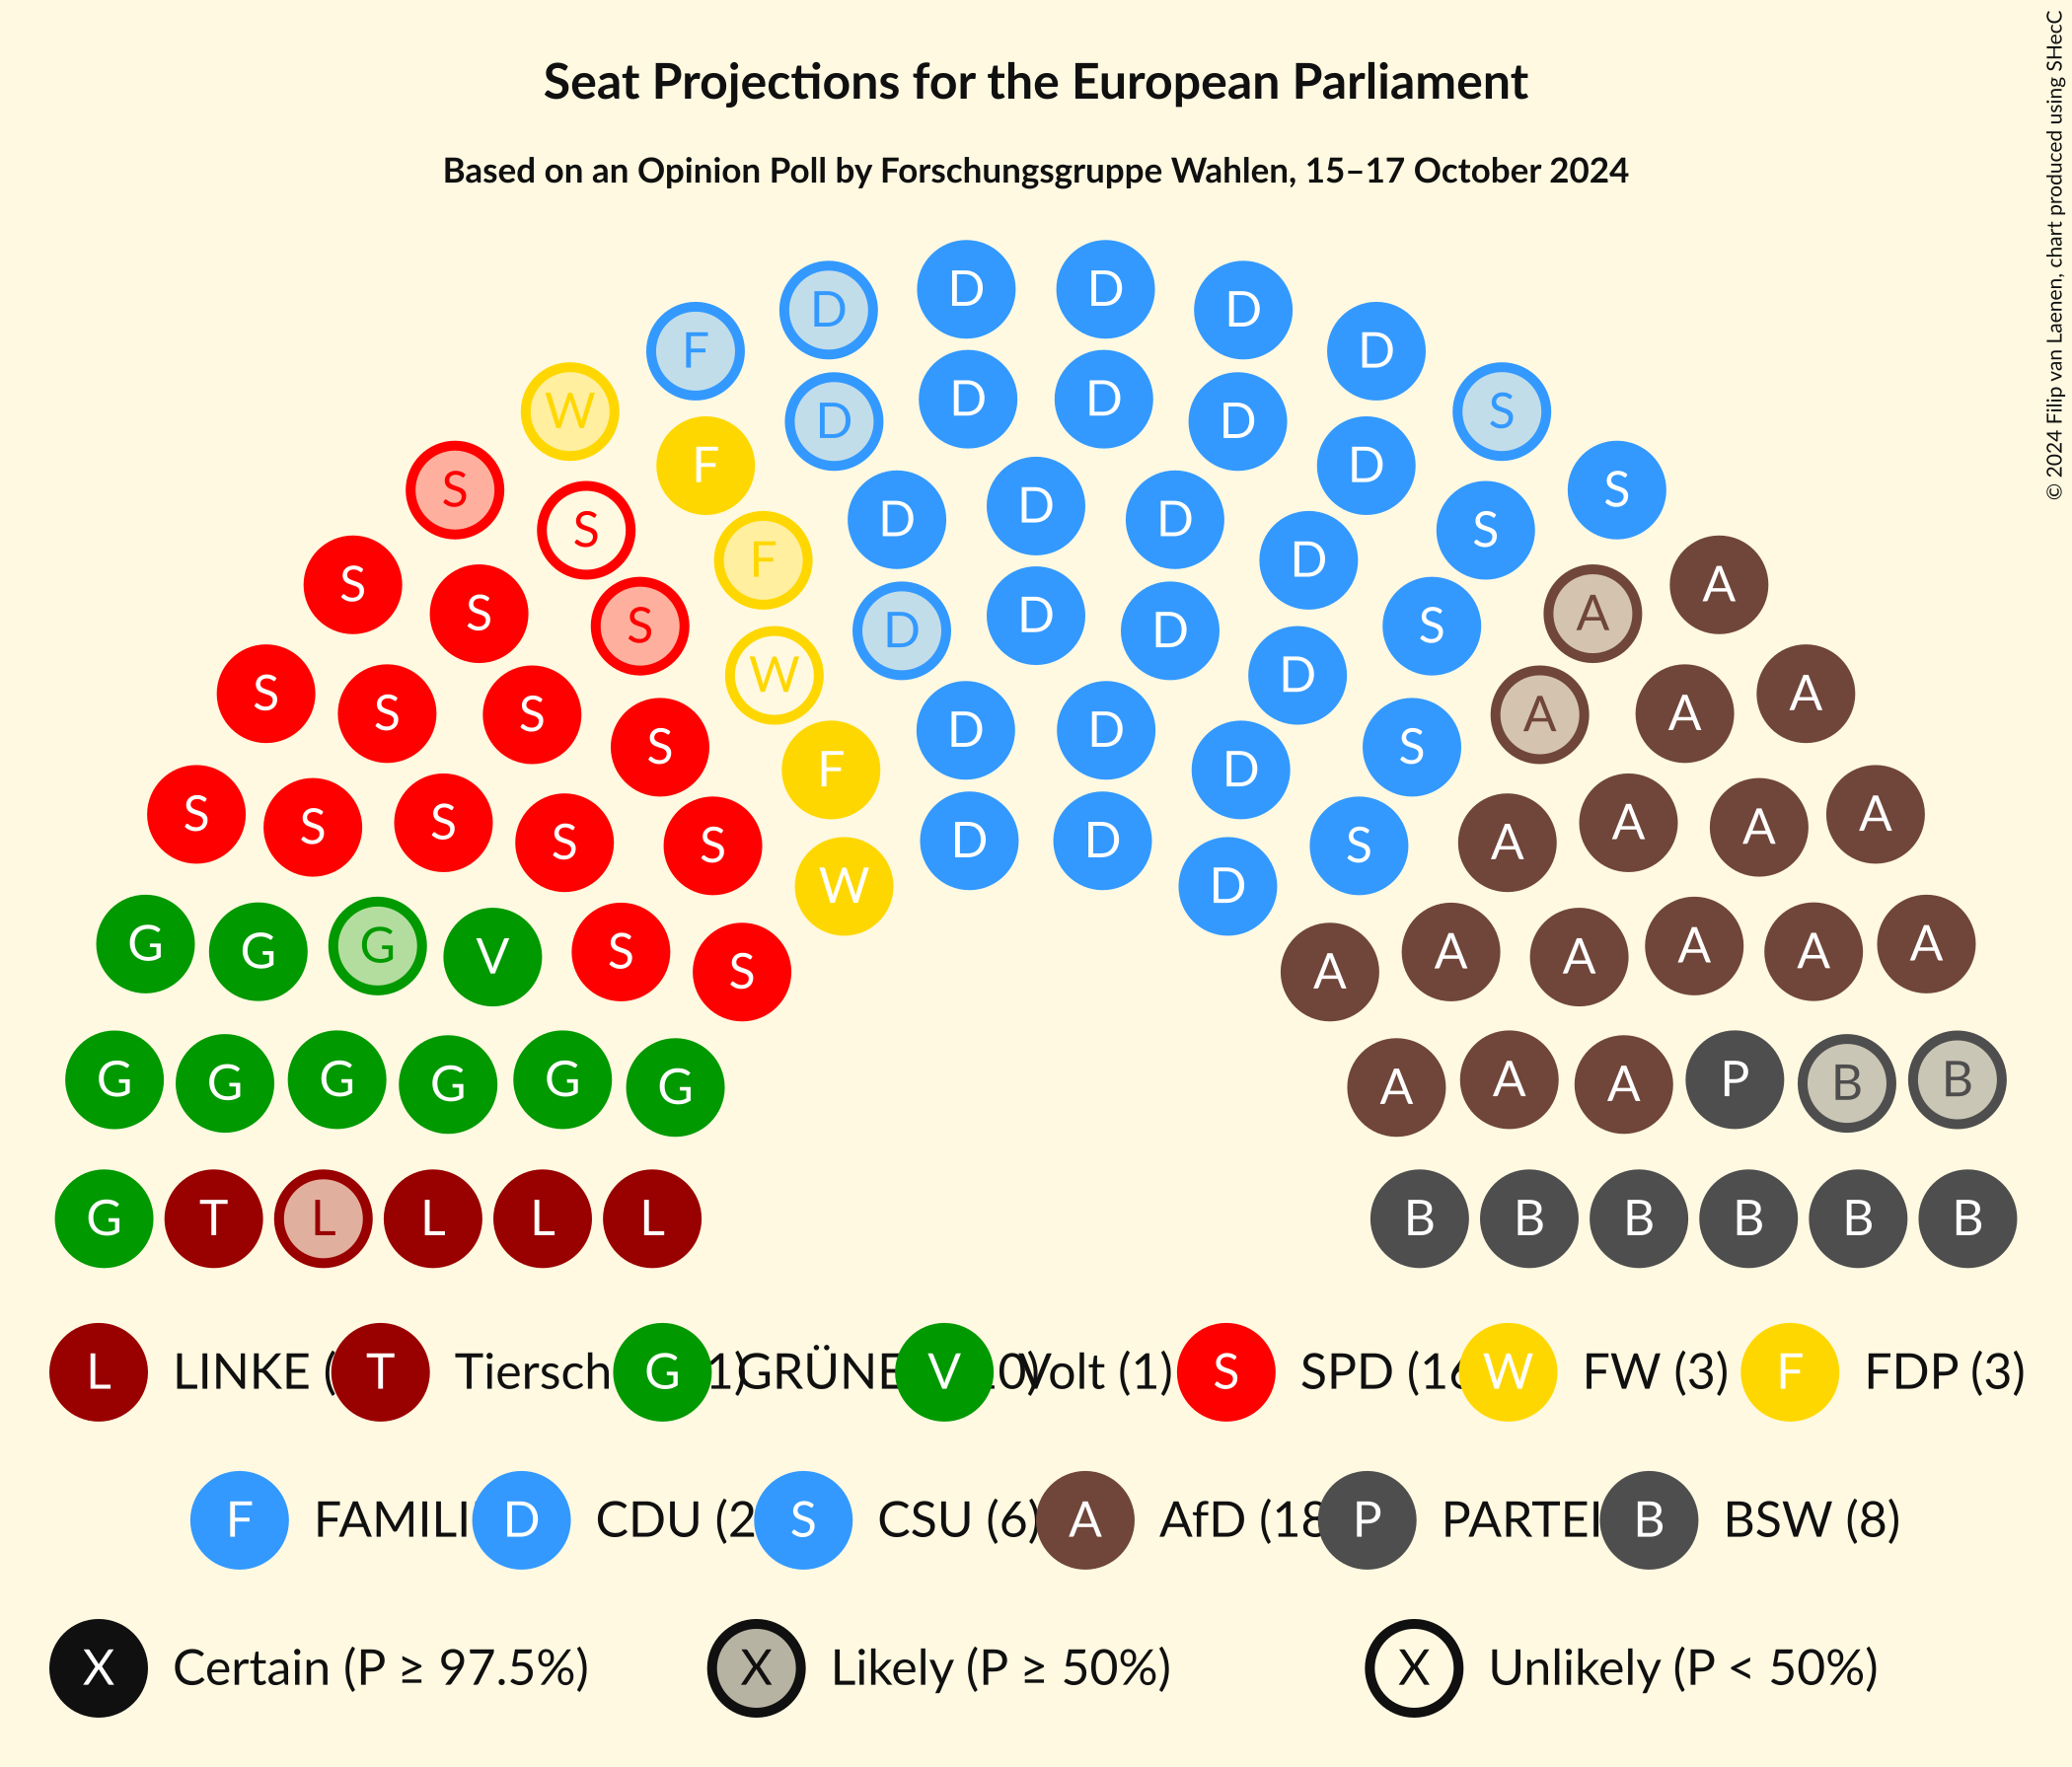 Seat Projections for the European Parliament
Based on an Opinion Poll by Forschungsgruppe Wahlen, 15–17 October 2024
© 2024 Filip van Laenen, chart produced using SHecC
D D
D D
F D
D D D D
W S
F D D S
S S
D D D
S F D S
S A A
S S W D D D S A
S A
S S S F D D D S A A
S S A A
S S S S W D D D S A A A A
G G G V S S A A A A A A
G G G G G G A A A P B B
G T L L L L B B B B B B
L LINKE ( T Tiersch G 1) GRÜNE V 0) Volt (1) S SPD (16 W FW (3) F FDP (3)
F FAMILI D CDU (2 S CSU (6) A AfD (18 P PARTEI B BSW (8)
X Certain (P ≥ 97.5%) X Likely (P ≥ 50%) X Unlikely (P < 50%)